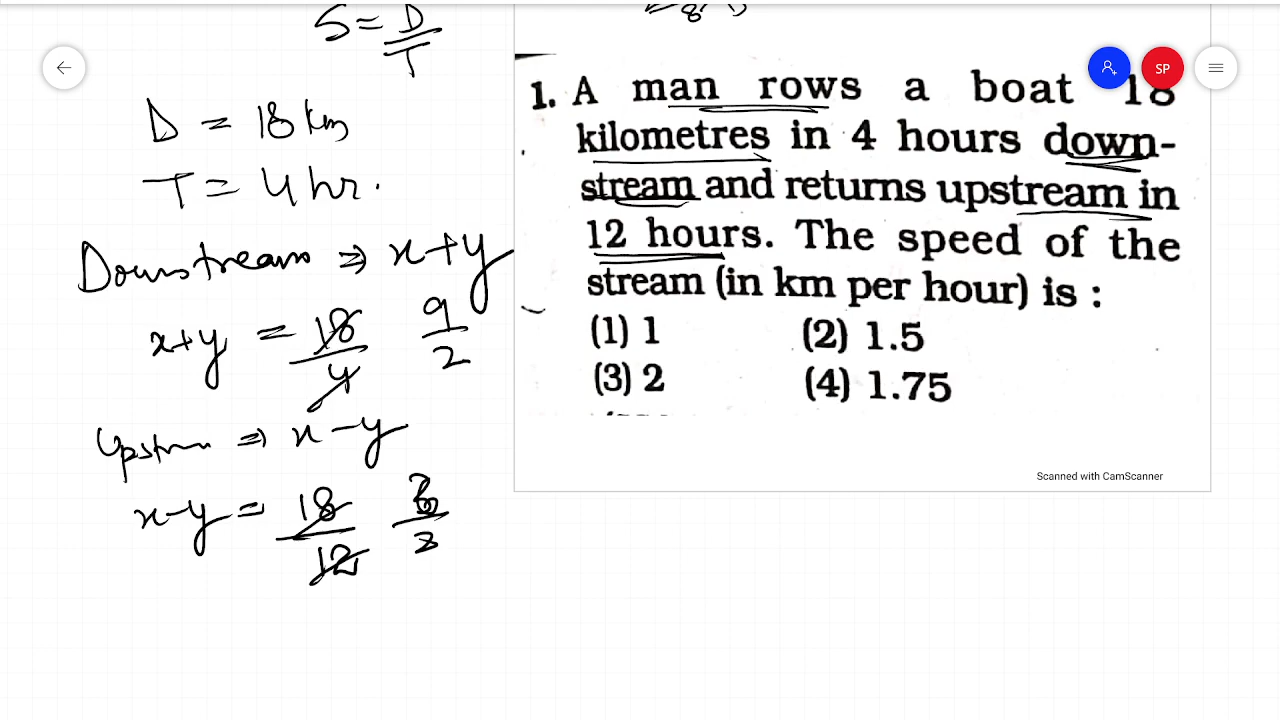 S = D/T
D = 18 km
T = 4 hr.
Downstream ⇒ x+y
x+y = 18/4 9/2
Upstrm ⇒ x-y
x-y = 18/12 3/2
SP
1. A man rows a boat 18
kilometres in 4 hours down-
stream and returns upstream in
12 hours. The speed of the
stream (in km per hour) is :
(1) 1 (2) 1.5
(3) 2 (4) 1.75
Scanned with CamScanner